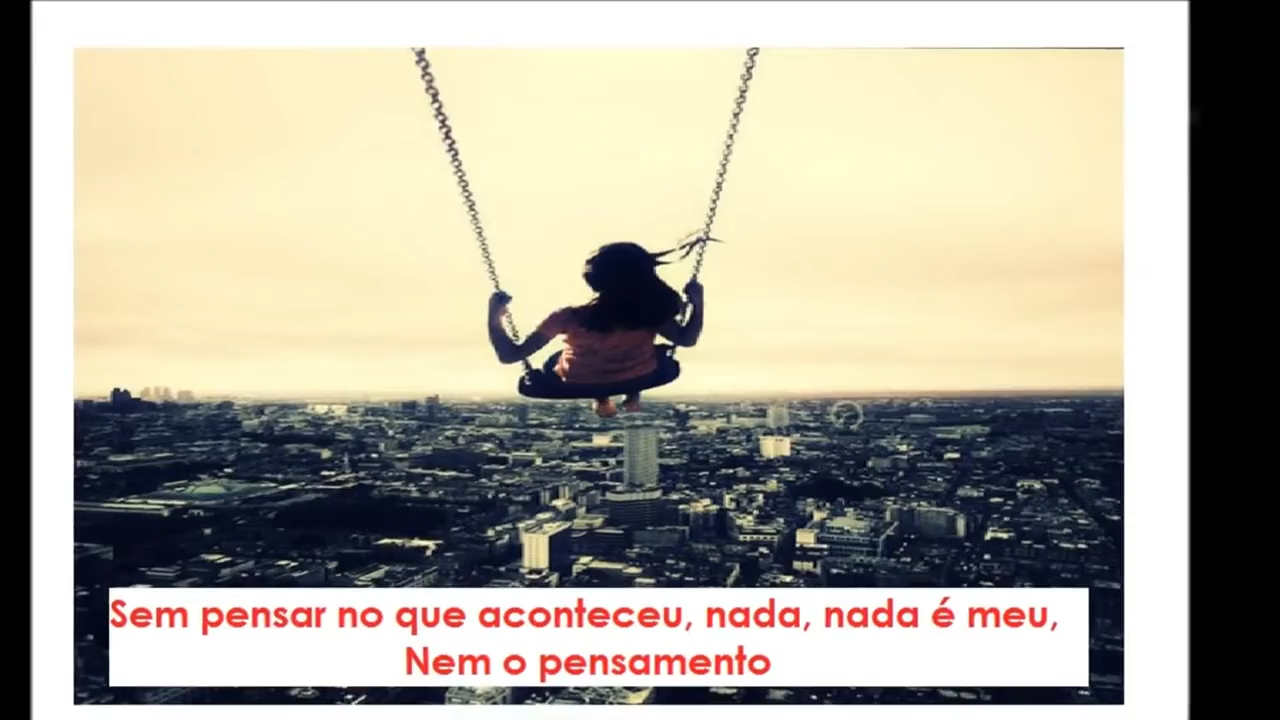 Sem pensar no que aconteceu, nada, nada é meu,
Nem o pensamento